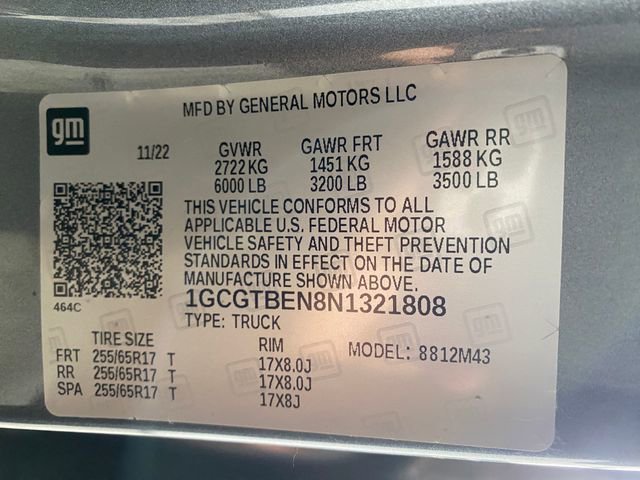 gm
MFD BY GENERAL MOTORS LLC
11/22
GVWR GAWR FRT GAWR RR
2722 KG 1451 KG 1588 KG
6000 LB 3200 LB 3500 LB
THIS VEHICLE CONFORMS TO ALL
APPLICABLE U.S. FEDERAL MOTOR
VEHICLE SAFETY AND THEFT PREVENTION
STANDARDS IN EFFECT ON THE DATE OF
MANUFACTURE SHOWN ABOVE.
464C
1GCGTBEN8N1321808
TYPE: TRUCK
TIRE SIZE RIM MODEL: 8812M43
FRT 255/65R17 T 17X8.0J
RR 255/65R17 T 17X8.0J
SPA 255/65R17 T 17X8J